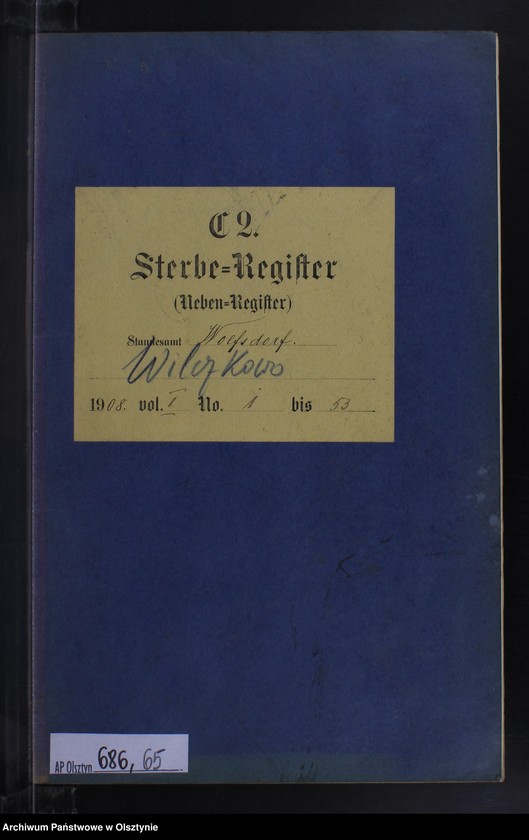 C 2.
Sterbe=Register
(Neben=Register)
Standesamt Wolfsdorf.
Wilczkowo
1908. vol. I No. 1 bis 53
AP Olsztyn 686, 65
Archiwum Państwowe w Olsztynie